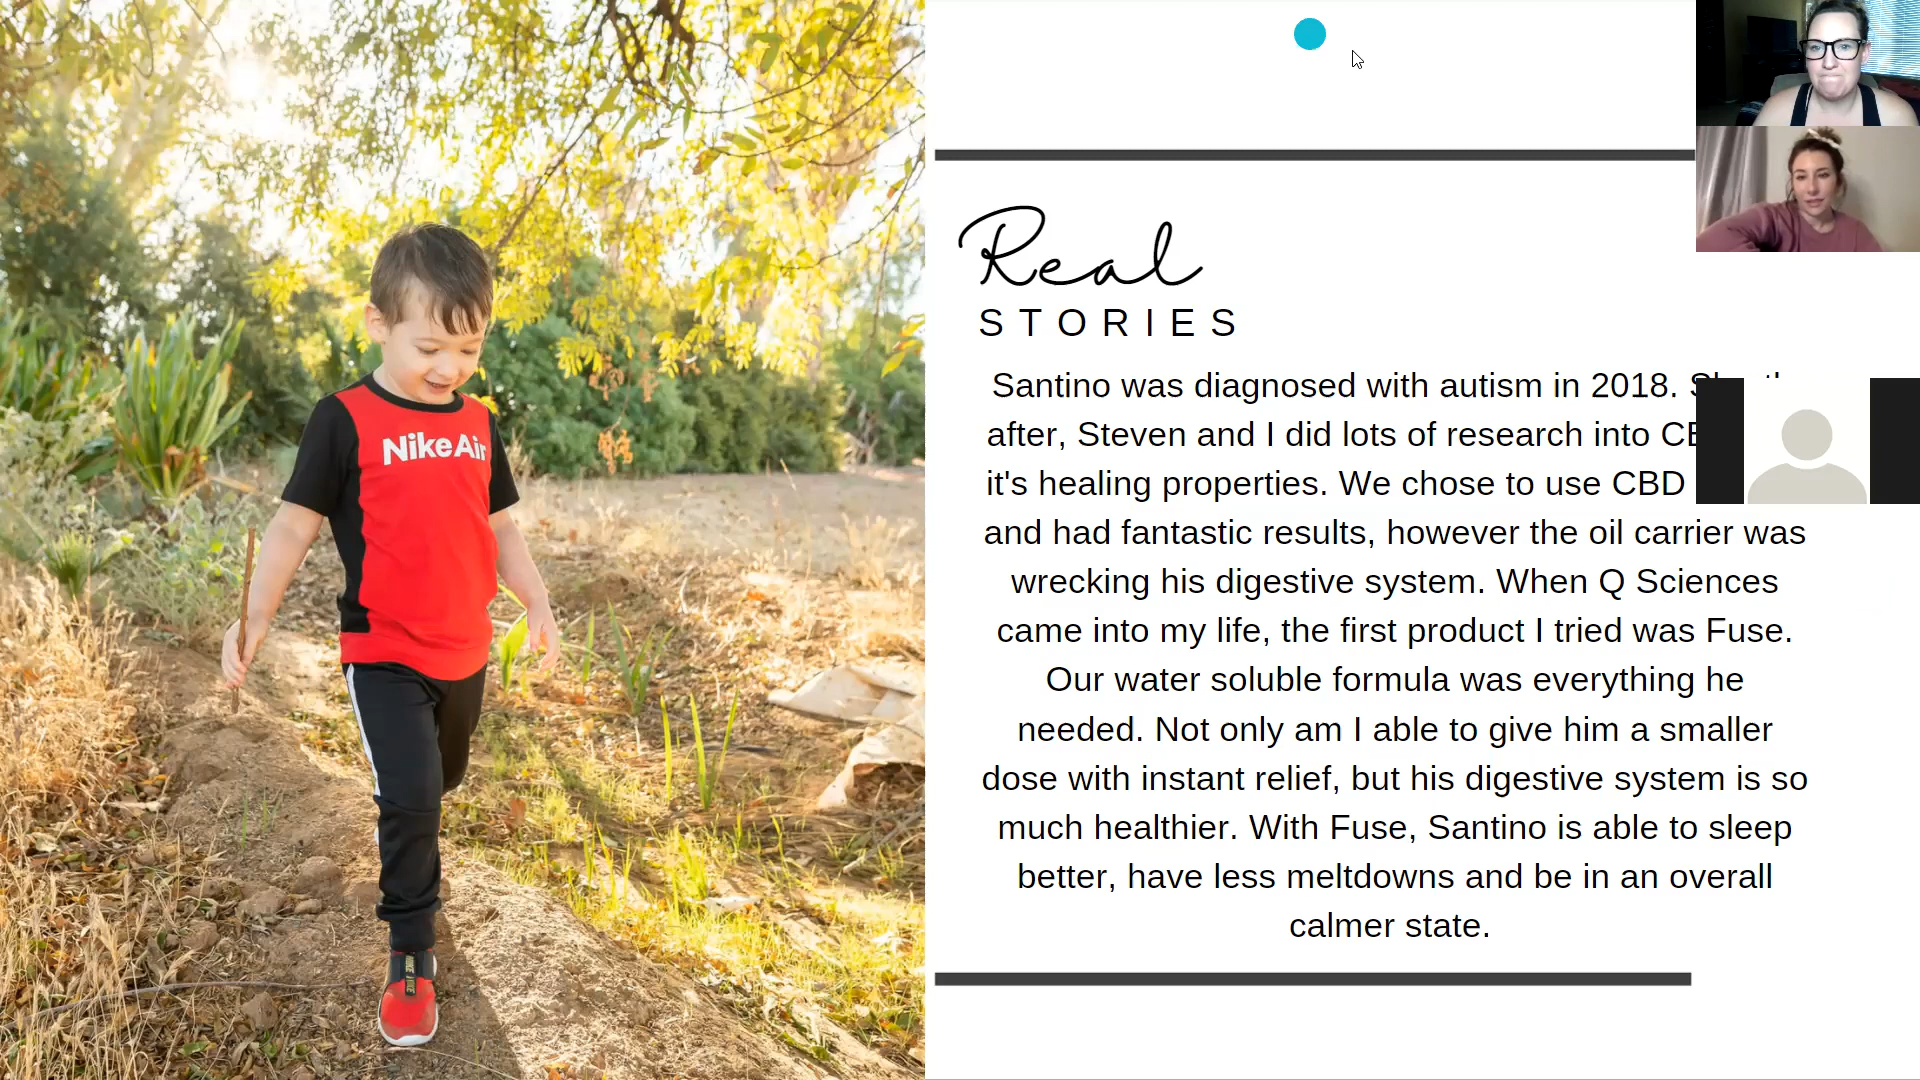 Real
STORIES
Santino was diagnosed with autism in 2018.
after, Steven and I did lots of research into
it's healing properties. We chose to use CBD
and had fantastic results, however the oil carrier was
wrecking his digestive system. When Q Sciences
came into my life, the first product I tried was Fuse.
Our water soluble formula was everything he
needed. Not only am I able to give him a smaller
dose with instant relief, but his digestive system is so
much healthier. With Fuse, Santino is able to sleep
better, have less meltdowns and be in an overall
calmer state.
Nike Air